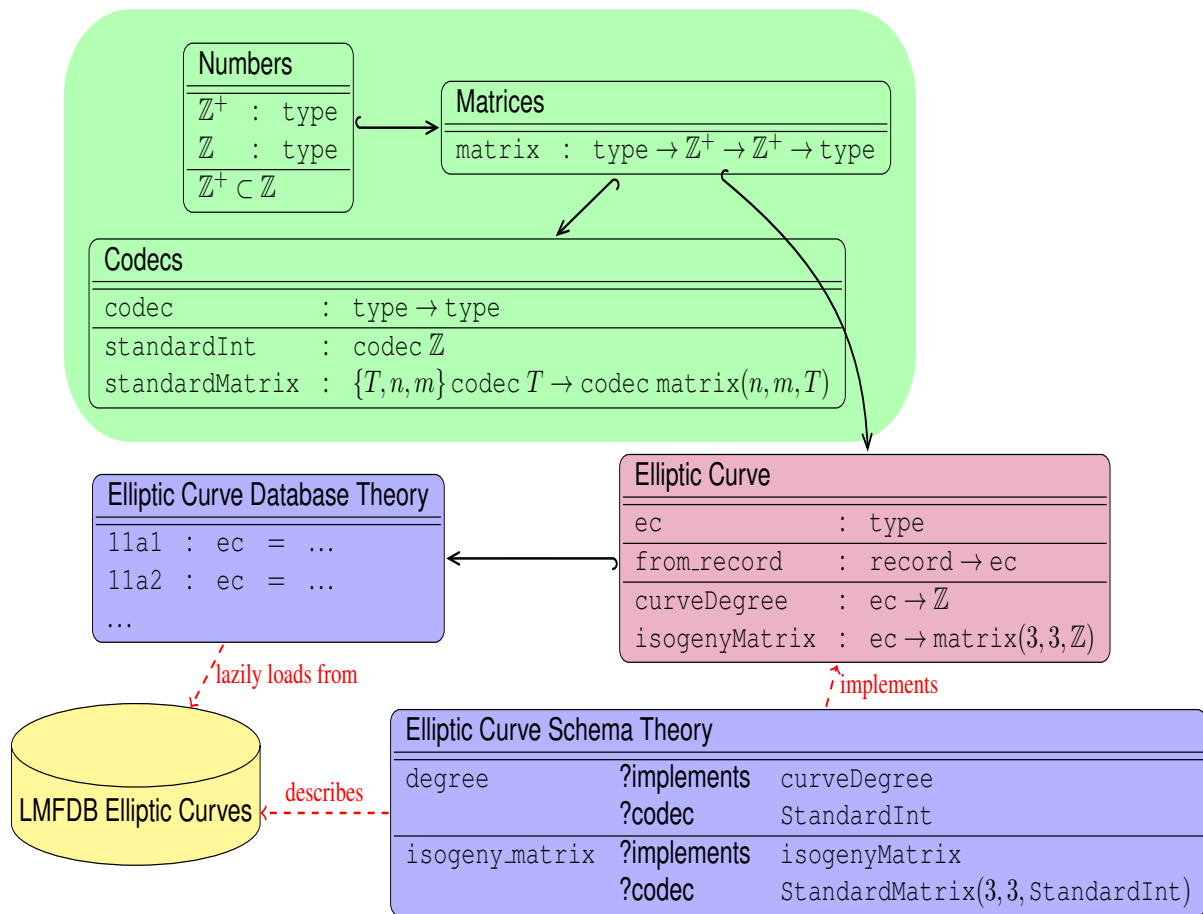 Numbers
ℤ⁺ : type
ℤ : type
ℤ⁺ ⊂ ℤ
Matrices
matrix : type → ℤ⁺ → ℤ⁺ → type
Codecs
codec : type → type
standardInt : codec ℤ
standardMatrix : {T, n, m} codec T → codec matrix(n, m, T)
Elliptic Curve Database Theory
11a1 : ec = ...
11a2 : ec = ...
...
Elliptic Curve
ec : type
from_record : record → ec
curveDegree : ec → ℤ
isogenyMatrix : ec → matrix(3, 3, ℤ)
lazily loads from
implements
LMFDB Elliptic Curves
describes
Elliptic Curve Schema Theory
degree ?implements curveDegree
?codec StandardInt
isogeny_matrix ?implements isogenyMatrix
?codec StandardMatrix(3, 3, StandardInt)